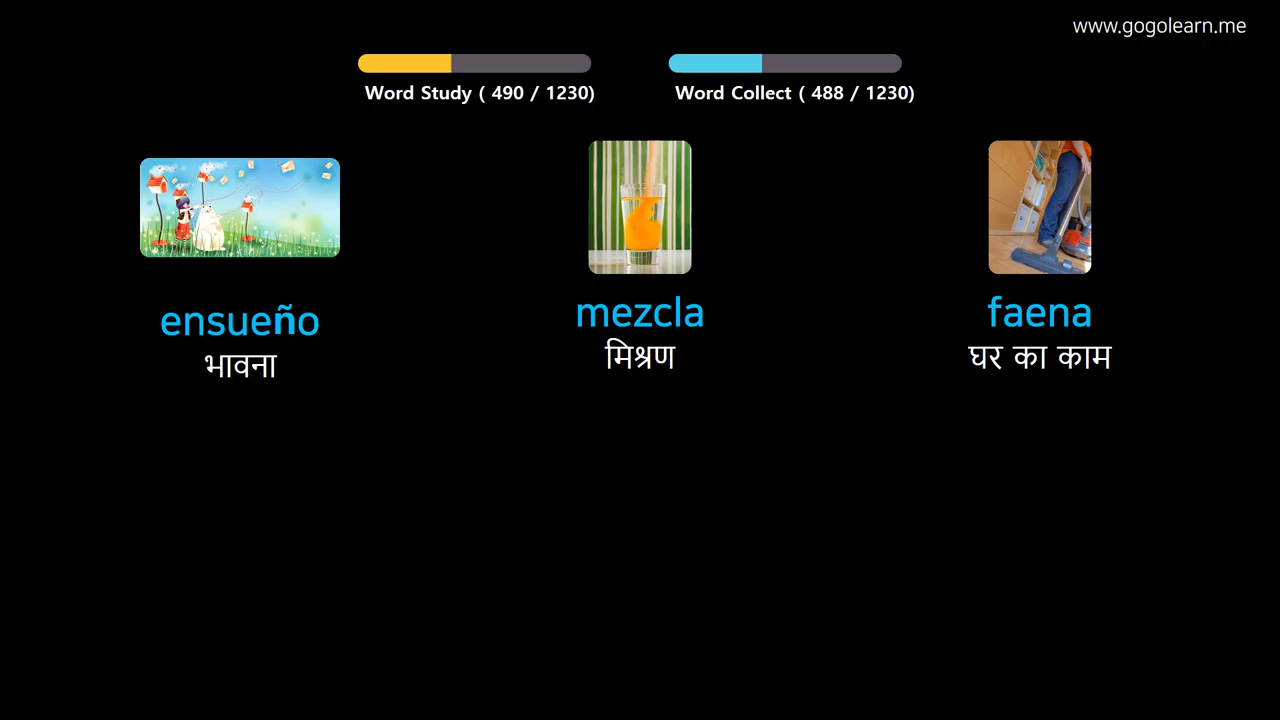 www.gogolearn.me
Word Study ( 490 / 1230)
Word Collect ( 488 / 1230)
ensueño
भावना
mezcla
मिश्रण
faena
घर का काम